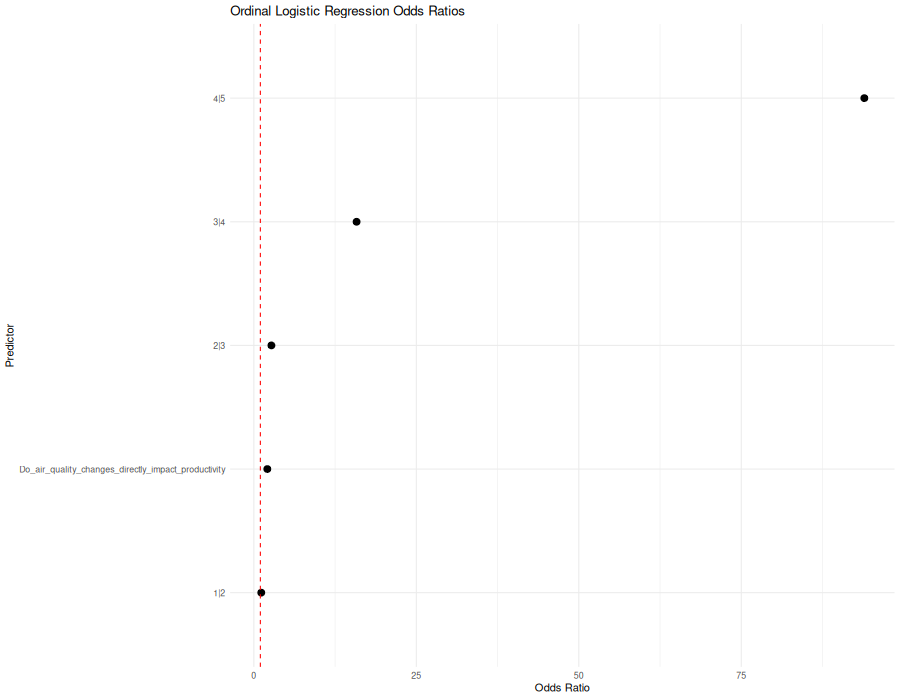 Ordinal Logistic Regression Odds Ratios
4|5
3|4
2|3
Do_air_quality_changes_directly_impact_productivity
1|2
Predictor
0 25 50 75
Odds Ratio